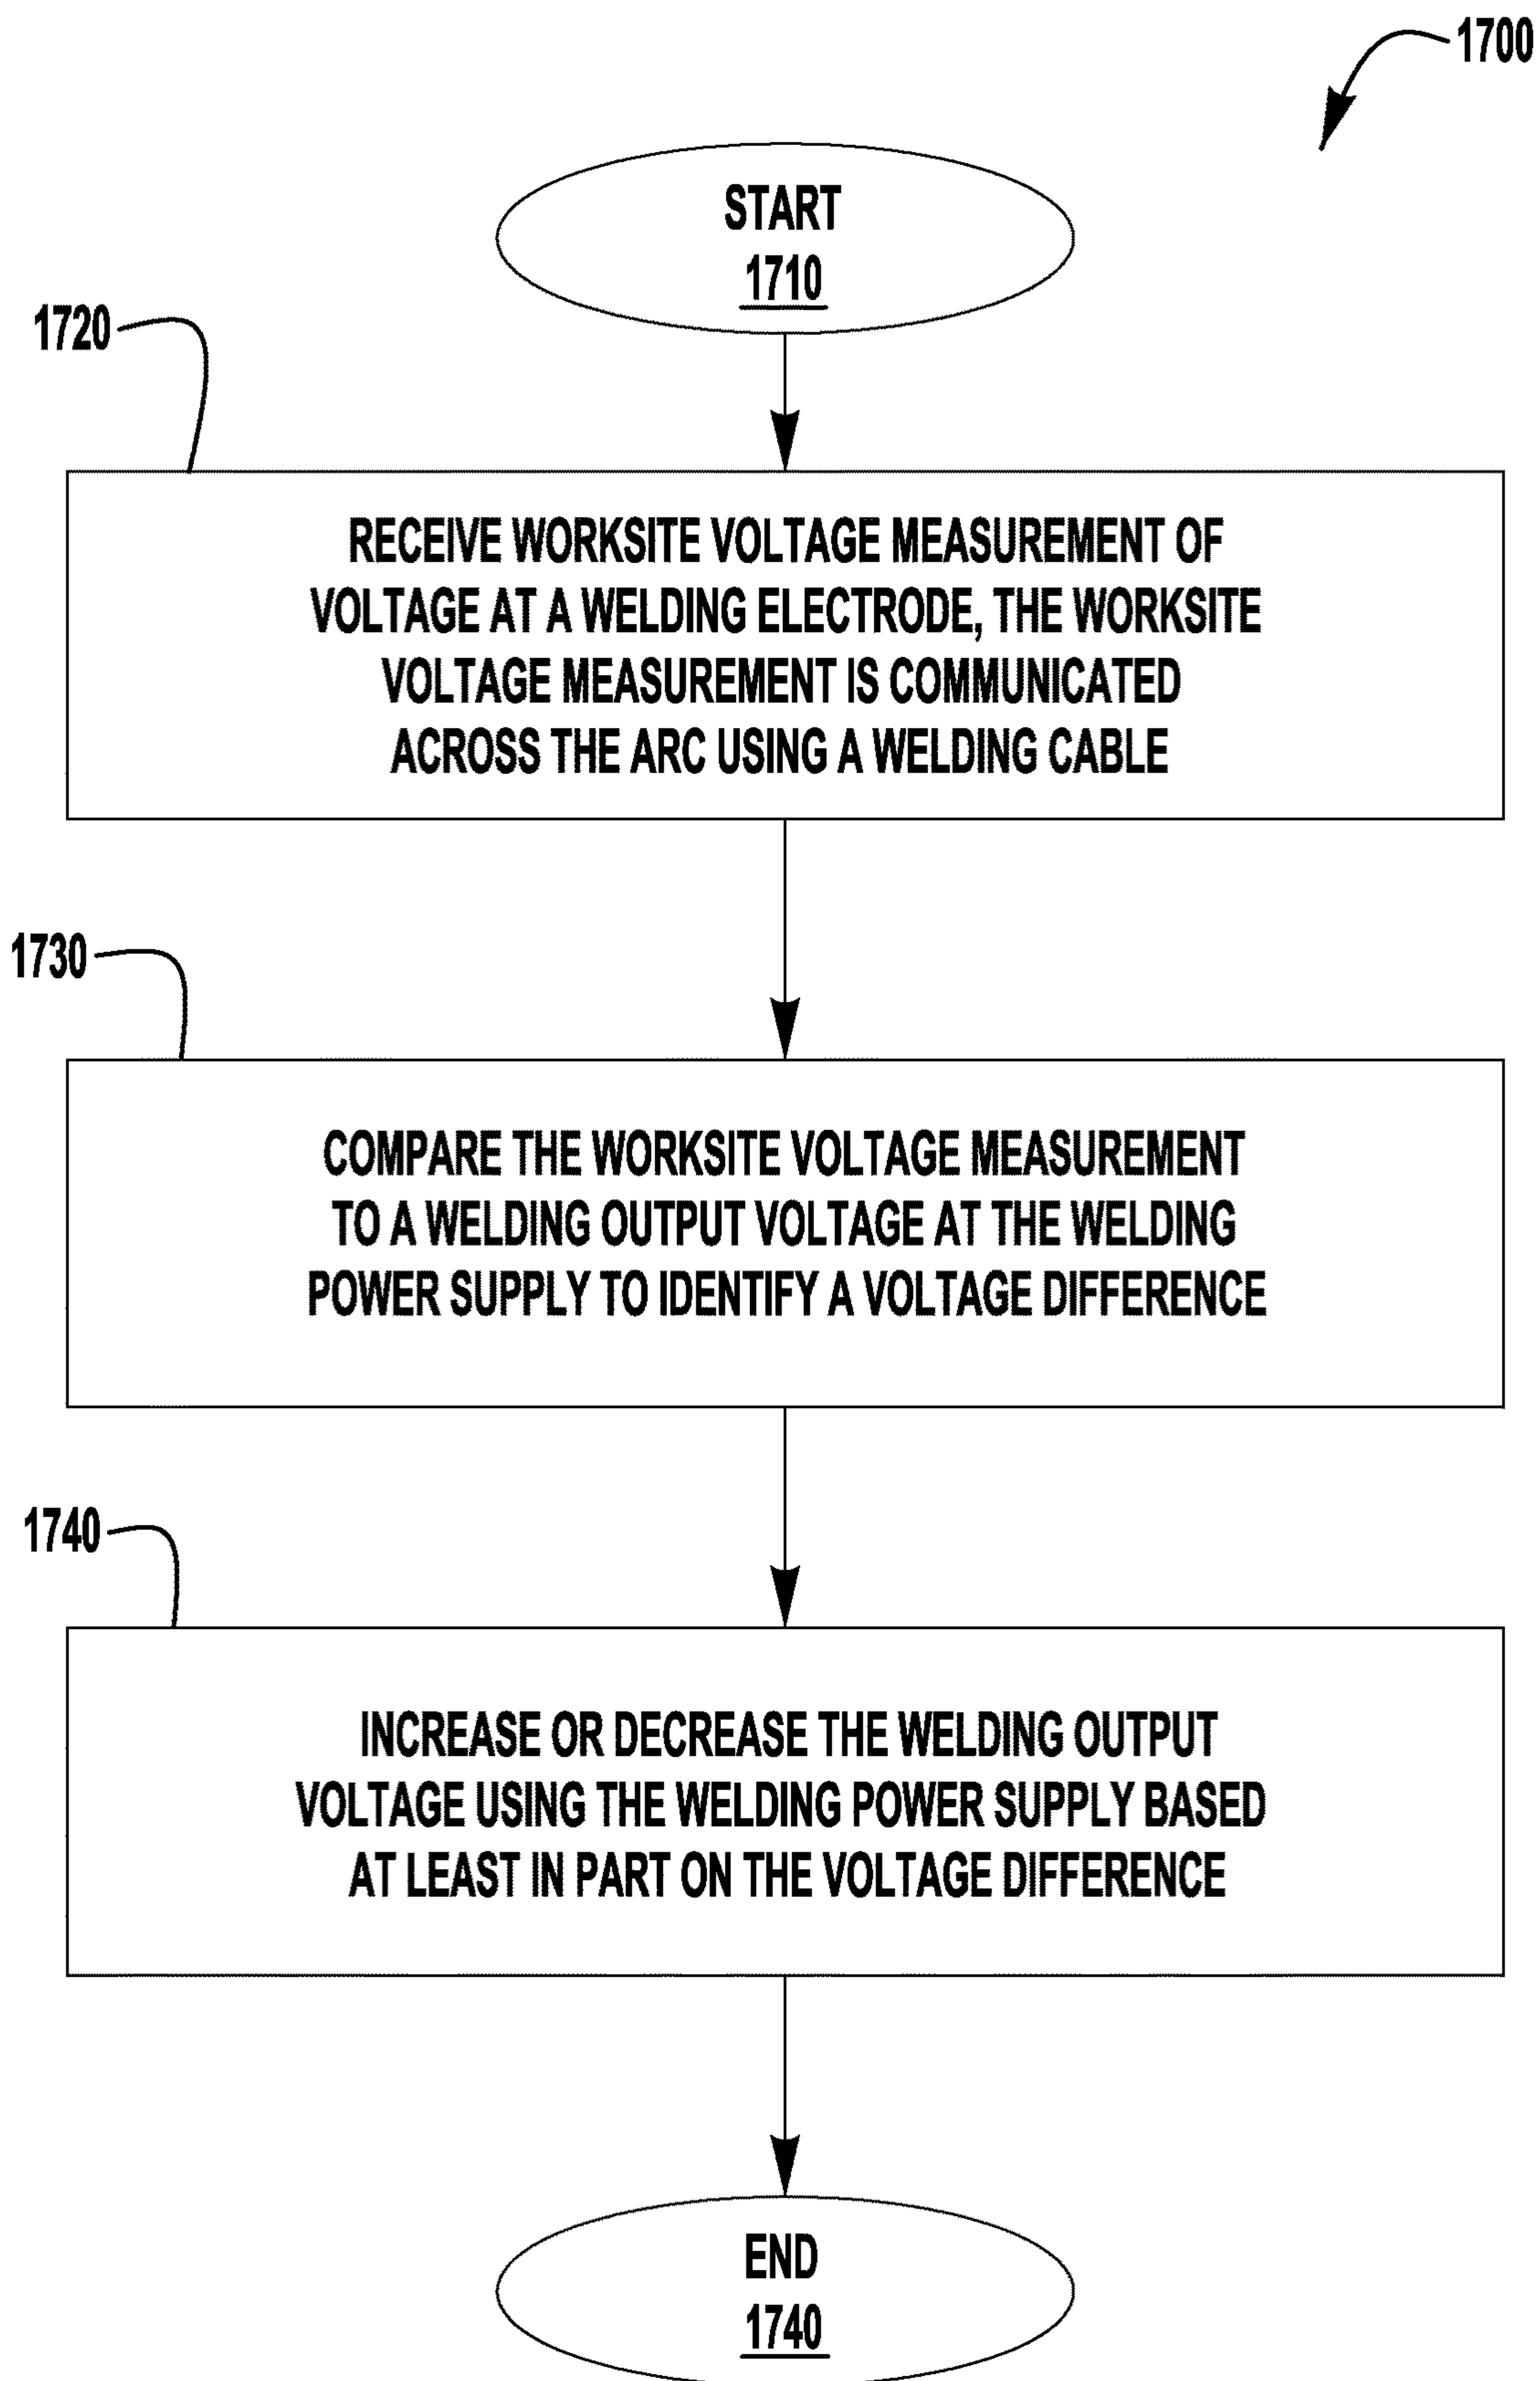 1700
START
1710
1720
RECEIVE WORKSITE VOLTAGE MEASUREMENT OF
VOLTAGE AT A WELDING ELECTRODE, THE WORKSITE
VOLTAGE MEASUREMENT IS COMMUNICATED
ACROSS THE ARC USING A WELDING CABLE
1730
COMPARE THE WORKSITE VOLTAGE MEASUREMENT
TO A WELDING OUTPUT VOLTAGE AT THE WELDING
POWER SUPPLY TO IDENTIFY A VOLTAGE DIFFERENCE
1740
INCREASE OR DECREASE THE WELDING OUTPUT
VOLTAGE USING THE WELDING POWER SUPPLY BASED
AT LEAST IN PART ON THE VOLTAGE DIFFERENCE
END
1740